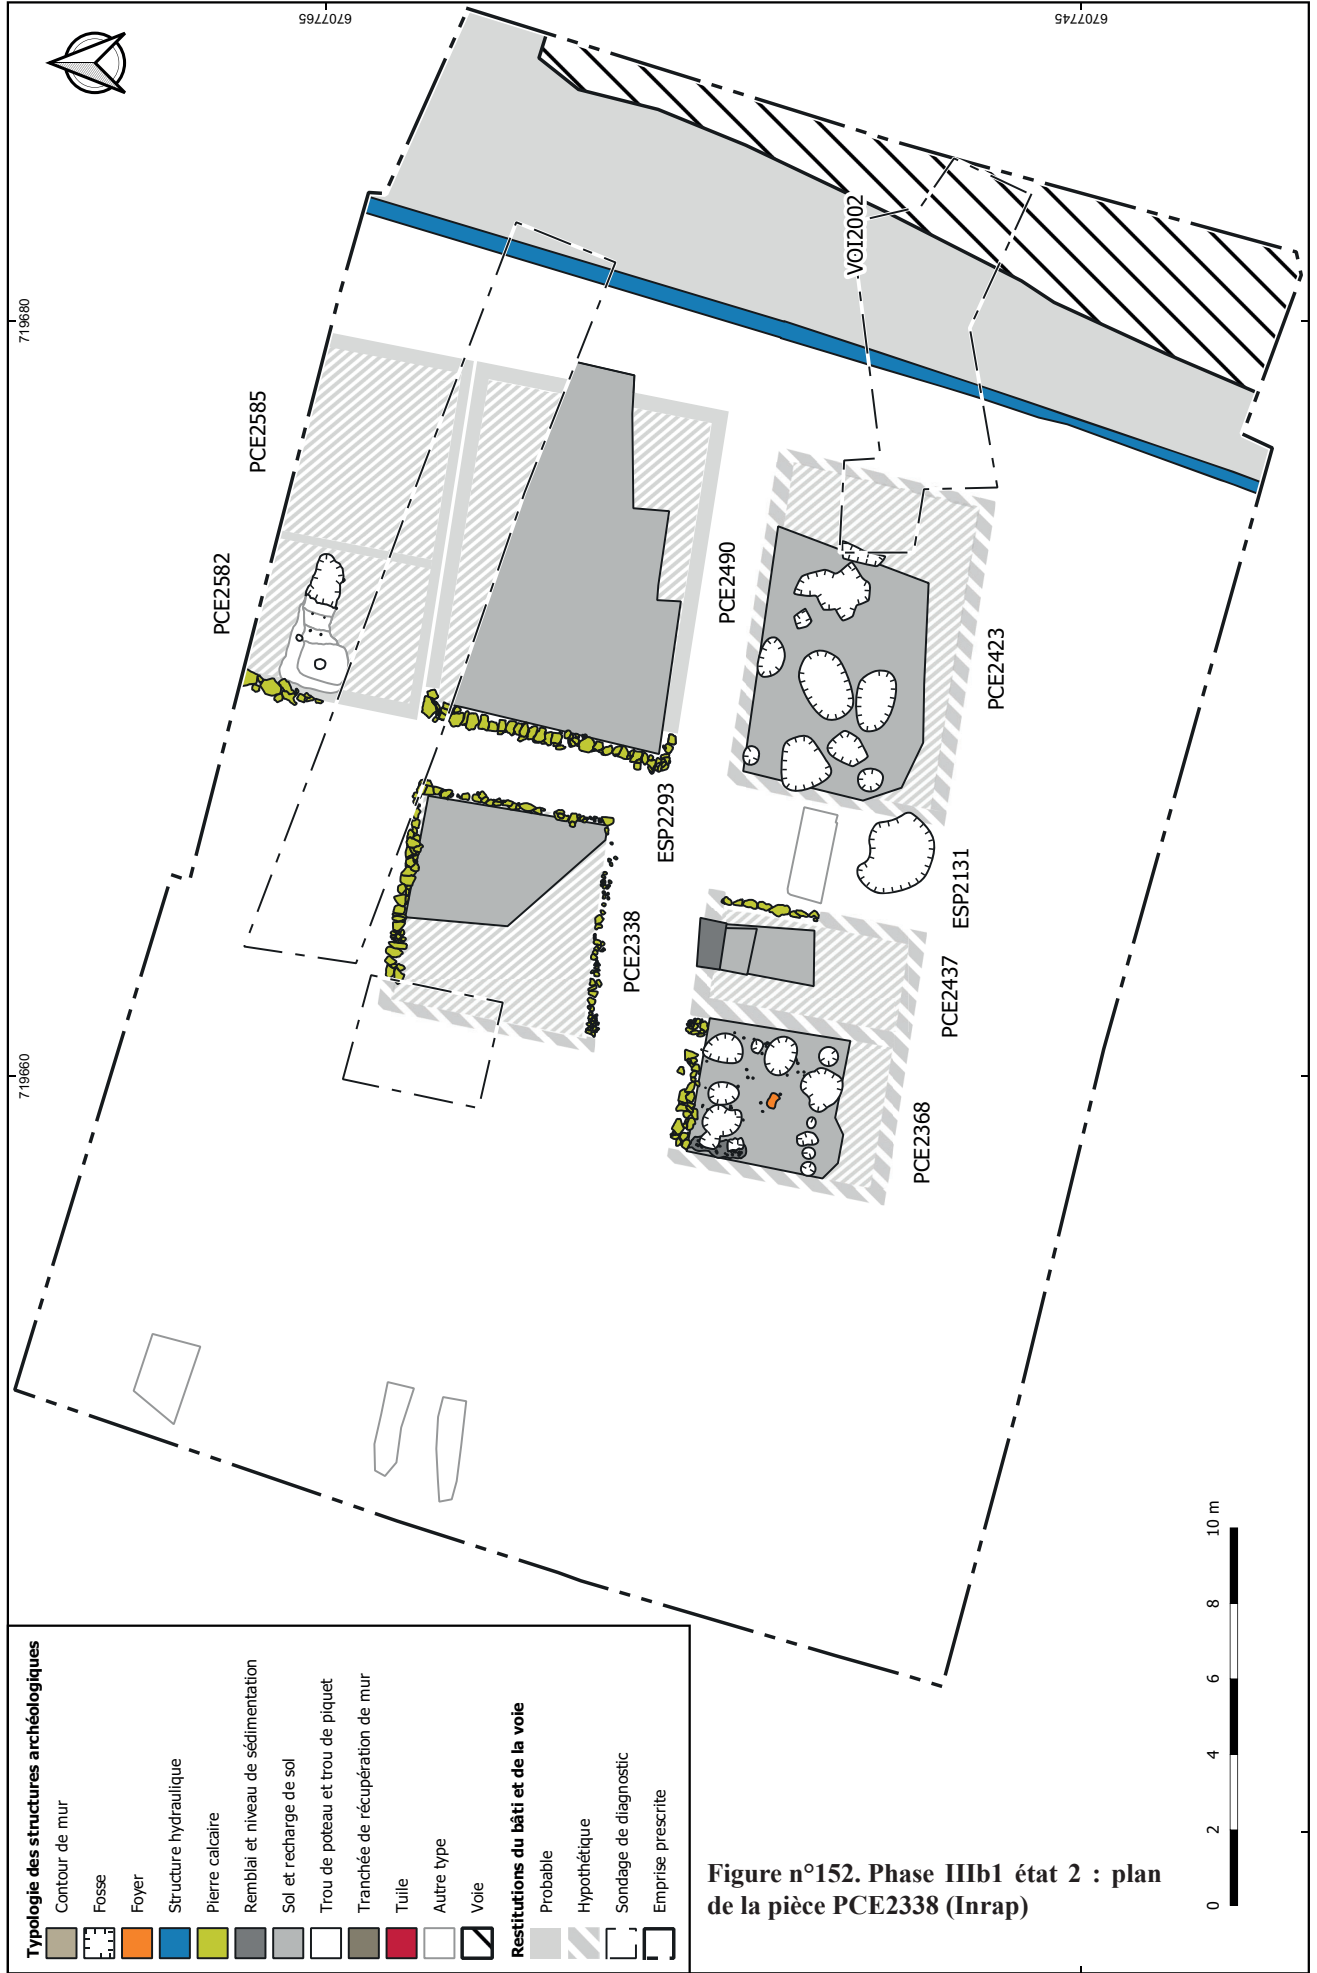 6707765
6707745
719680
719660
VOI2002
PCE2585
PCE2582
PCE2490
PCE2423
ESP2293
PCE2338
ESP2131
PCE2437
PCE2368
Typologie des structures archéologiques
Contour de mur
Fosse
Foyer
Structure hydraulique
Pierre calcaire
Remblai et niveau de sédimentation
Sol et recharge de sol
Trou de poteau et trou de piquet
Tranchée de récupération de mur
Tuile
Autre type
Voie
Restitutions du bâti et de la voie
Probable
Hypothétique
Sondage de diagnostic
Emprise prescrite
0 2 4 6 8 10 m
Figure n°152. Phase IIIb1 état 2 : plan
de la pièce PCE2338 (Inrap)